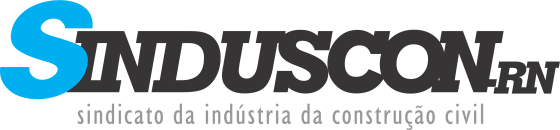 SINDUSCON.RN
sindicato da indústria da construção civil